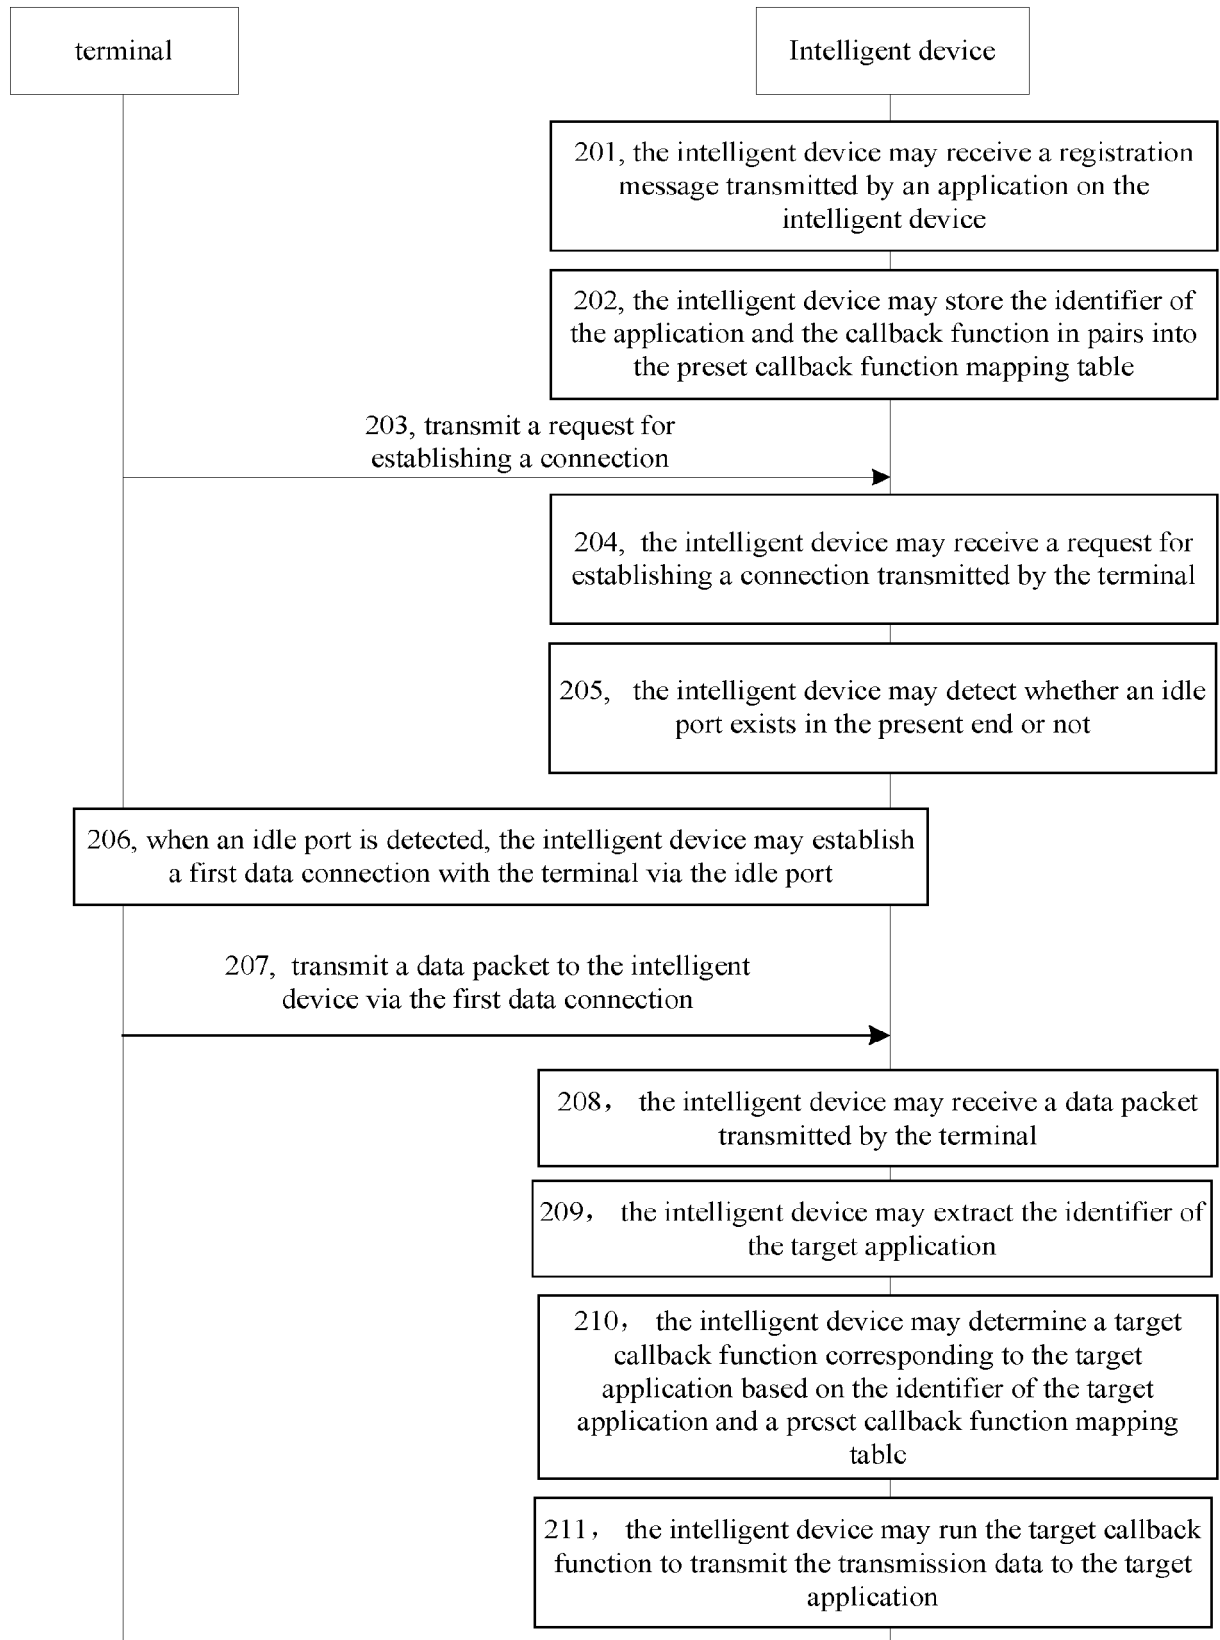 terminal
Intelligent device
201, the intelligent device may receive a registration
message transmitted by an application on the
intelligent device
202, the intelligent device may store the identifier of
the application and the callback function in pairs into
the preset callback function mapping table
203, transmit a request for
establishing a connection
204, the intelligent device may receive a request for
establishing a connection transmitted by the terminal
205, the intelligent device may detect whether an idle
port exists in the present end or not
206, when an idle port is detected, the intelligent device may establish
a first data connection with the terminal via the idle port
207, transmit a data packet to the intelligent
device via the first data connection
208, the intelligent device may receive a data packet
transmitted by the terminal
209, the intelligent device may extract the identifier of
the target application
210, the intelligent device may determine a target
callback function corresponding to the target
application based on the identifier of the target
application and a preset callback function mapping
table
211, the intelligent device may run the target callback
function to transmit the transmission data to the target
application